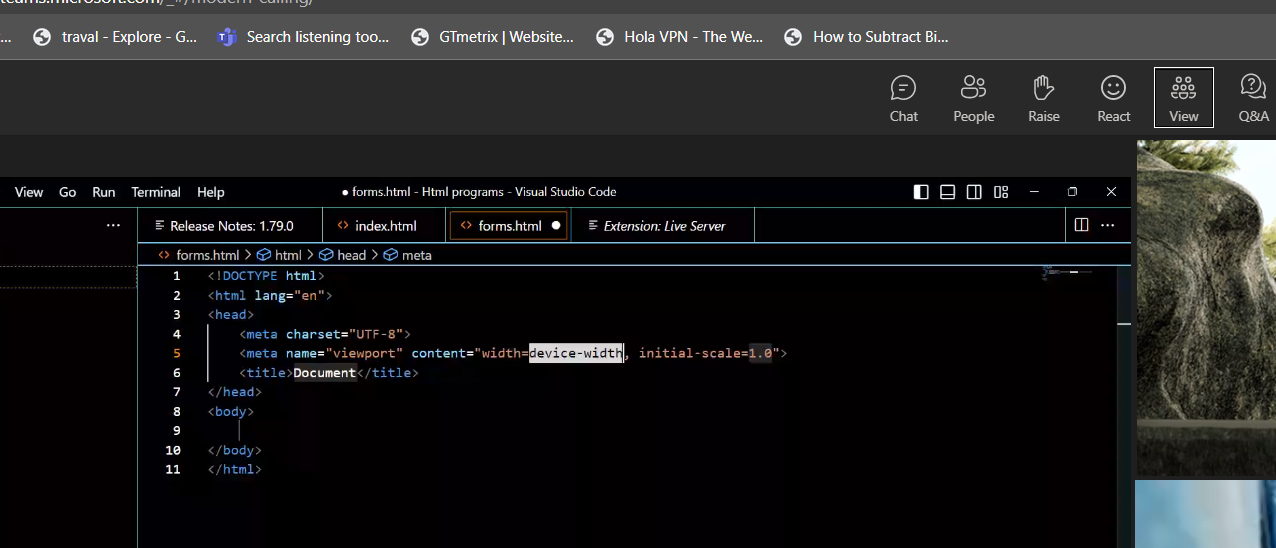 teams.microsoft.com/_#/modern-calling/
... traval - Explore - G... Search listening too... GTmetrix | Website... Hola VPN - The We... How to Subtract Bi...
Chat People Raise React View Q&A
View Go Run Terminal Help ● forms.html - Html programs - Visual Studio Code
Release Notes: 1.79.0 <> index.html <> forms.html ● Extension: Live Server
<> forms.html > html > head > meta
1 <!DOCTYPE html>
2 <html lang="en">
3 <head>
4 <meta charset="UTF-8">
5 <meta name="viewport" content="width=device-width, initial-scale=1.0">
6 <title>Document</title>
7 </head>
8 <body>
9
10 </body>
11 </html>